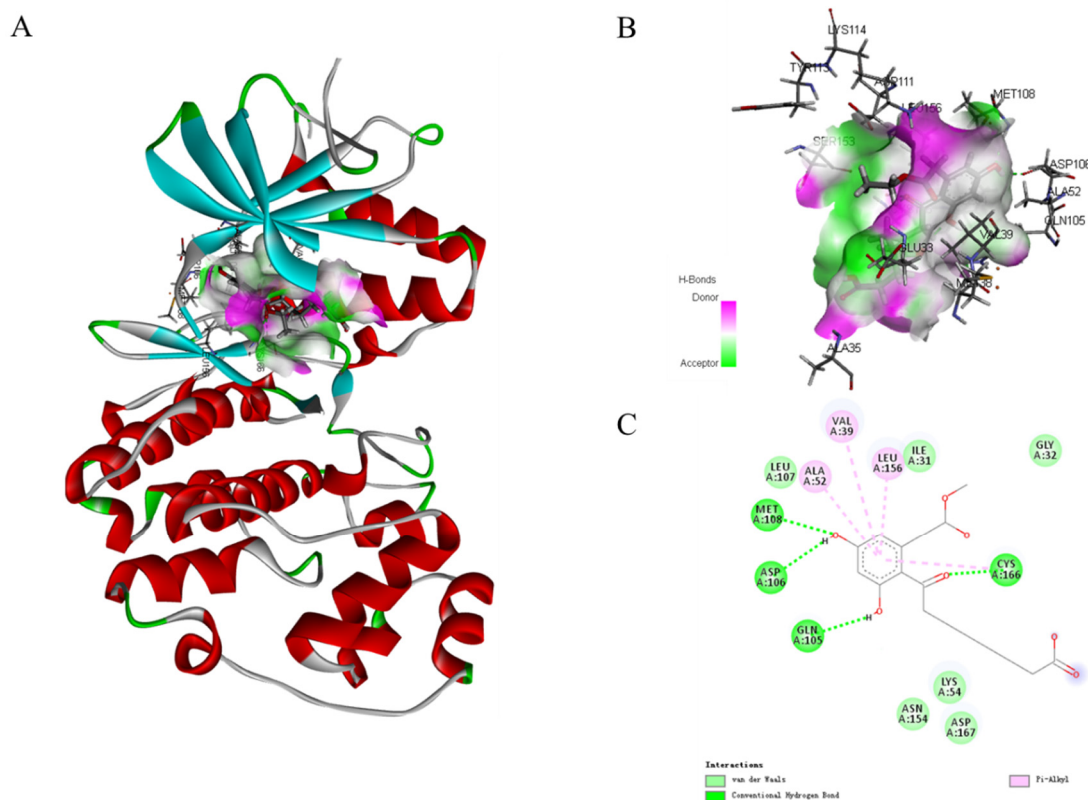 A
B
LYS114
MET108
LEU156
SER153
ASP106
ALA52
GLN105
VAL39
GLU33
ALA35
H-Bonds
Donor
Acceptor
C
VAL
A:39
LEU
A:107
ALA
A:52
LEU
A:156
ILE
A:31
GLY
A:32
MET
A:108
H
O
O
O
ASP
A:106
O
CYS
A:166
GLN
A:105
H
O
O
O
LYS
A:54
ASN
A:154
ASP
A:167
Interactions
van der Waals
Conventional Hydrogen Bond
Pi-Alkyl